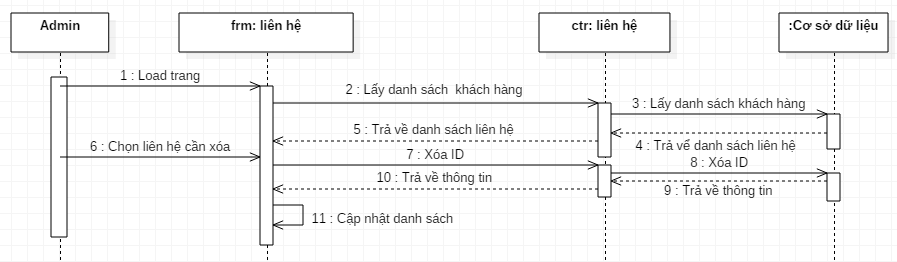 Admin
frm: liên hệ
ctr: liên hệ
:Cơ sở dữ liệu
1 : Load trang
2 : Lấy danh sách khách hàng
3 : Lấy danh sách khách hàng
5 : Trả về danh sách liên hệ
4 : Trả về danh sách liên hệ
6 : Chọn liên hệ cần xóa
7 : Xóa ID
8 : Xóa ID
10 : Trả về thông tin
9 : Trả về thông tin
11 : Cập nhật danh sách